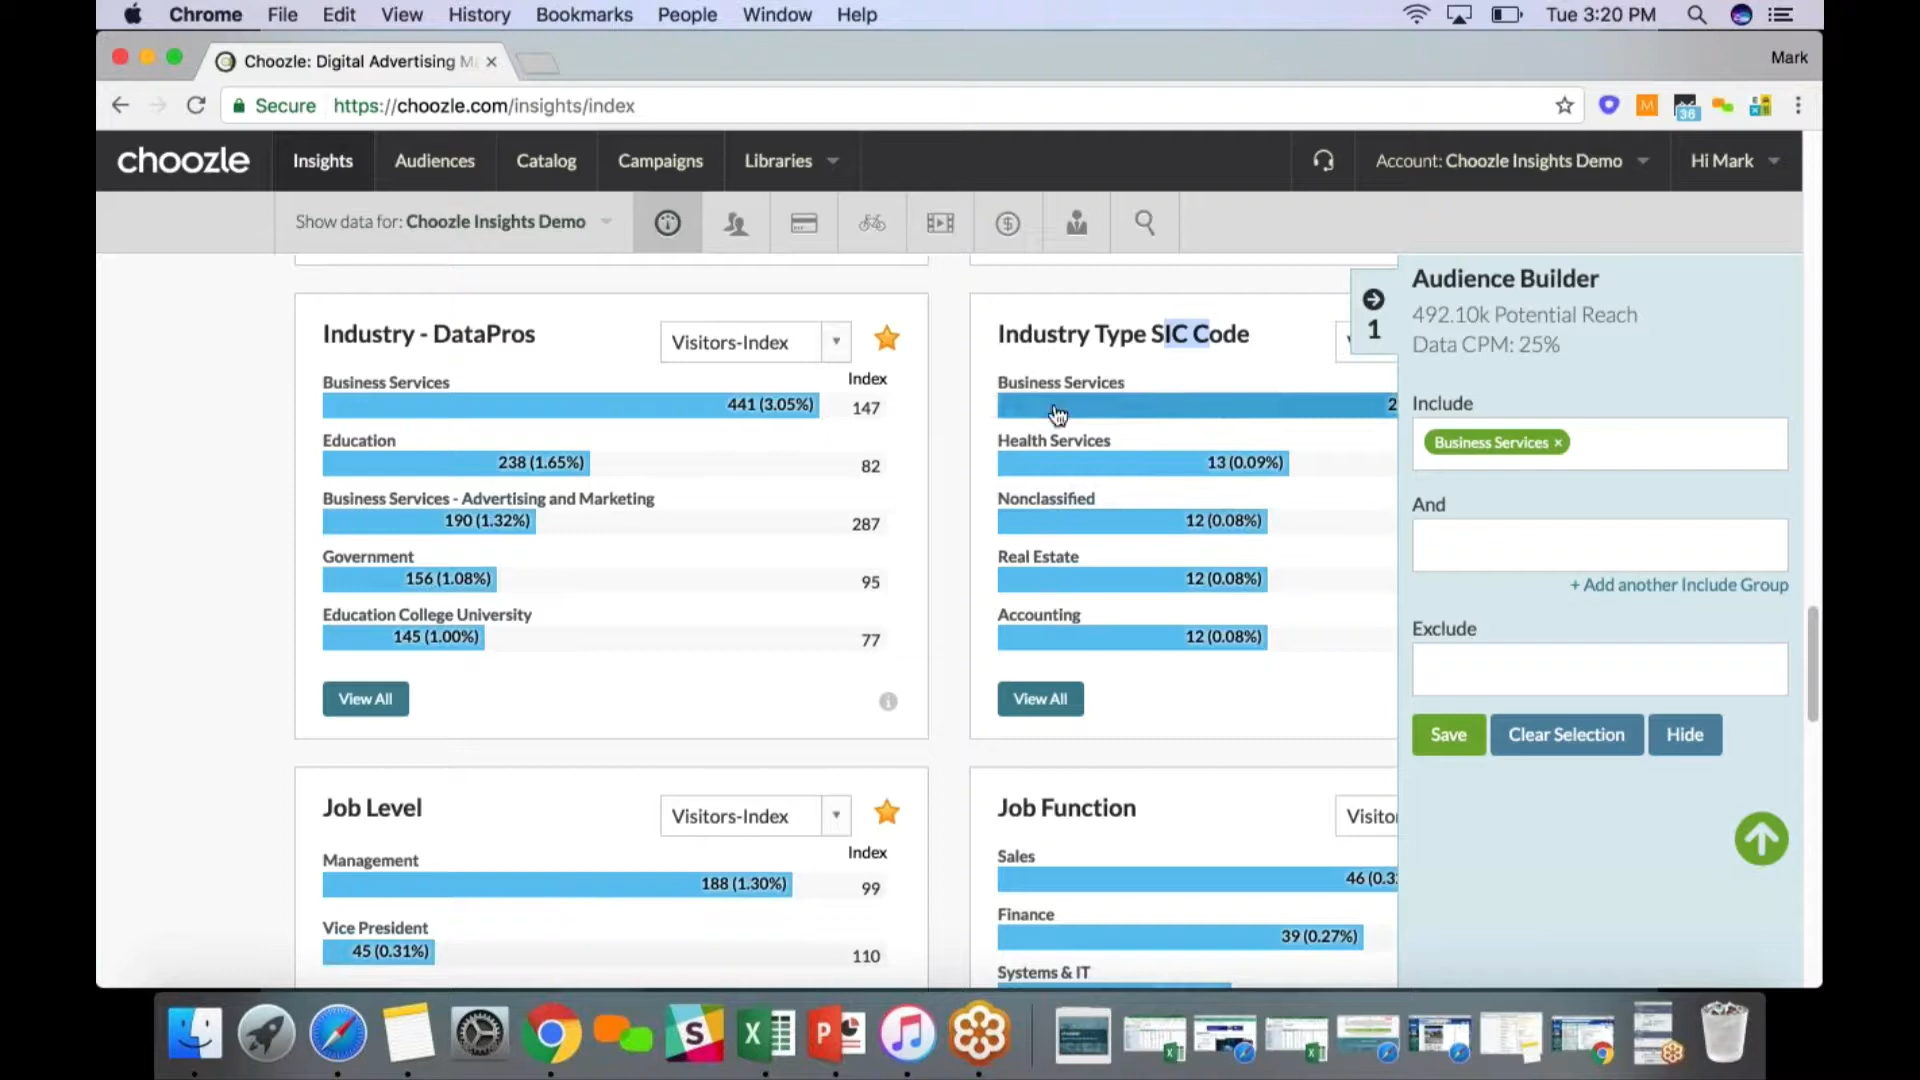 Chrome File Edit View History Bookmarks People Window Help Tue 3:20 PM
Choozle: Digital Advertising Mark
Secure https://choozle.com/insights/index 36
choozle Insights Audiences Catalog Campaigns Libraries Account: Choozle Insights Demo Hi Mark
Show data for: Choozle Insights Demo
Industry - DataPros Visitors-Index
Index
Business Services
441 (3.05%) 147
Education
238 (1.65%) 82
Business Services - Advertising and Marketing
190 (1.32%) 287
Government
156 (1.08%) 95
Education College University
145 (1.00%) 77
View All
Industry Type SIC Code
Business Services
2
Health Services
13 (0.09%)
Nonclassified
12 (0.08%)
Real Estate
12 (0.08%)
Accounting
12 (0.08%)
View All
Job Level Visitors-Index
Index
Management
188 (1.30%) 99
Vice President
45 (0.31%) 110
Job Function Visito
Sales
46 (0.3
Finance
39 (0.27%)
Systems & IT
1
Audience Builder
492.10k Potential Reach
Data CPM: 25%
Include
Business Services ×
And
+ Add another Include Group
Exclude
Save Clear Selection Hide